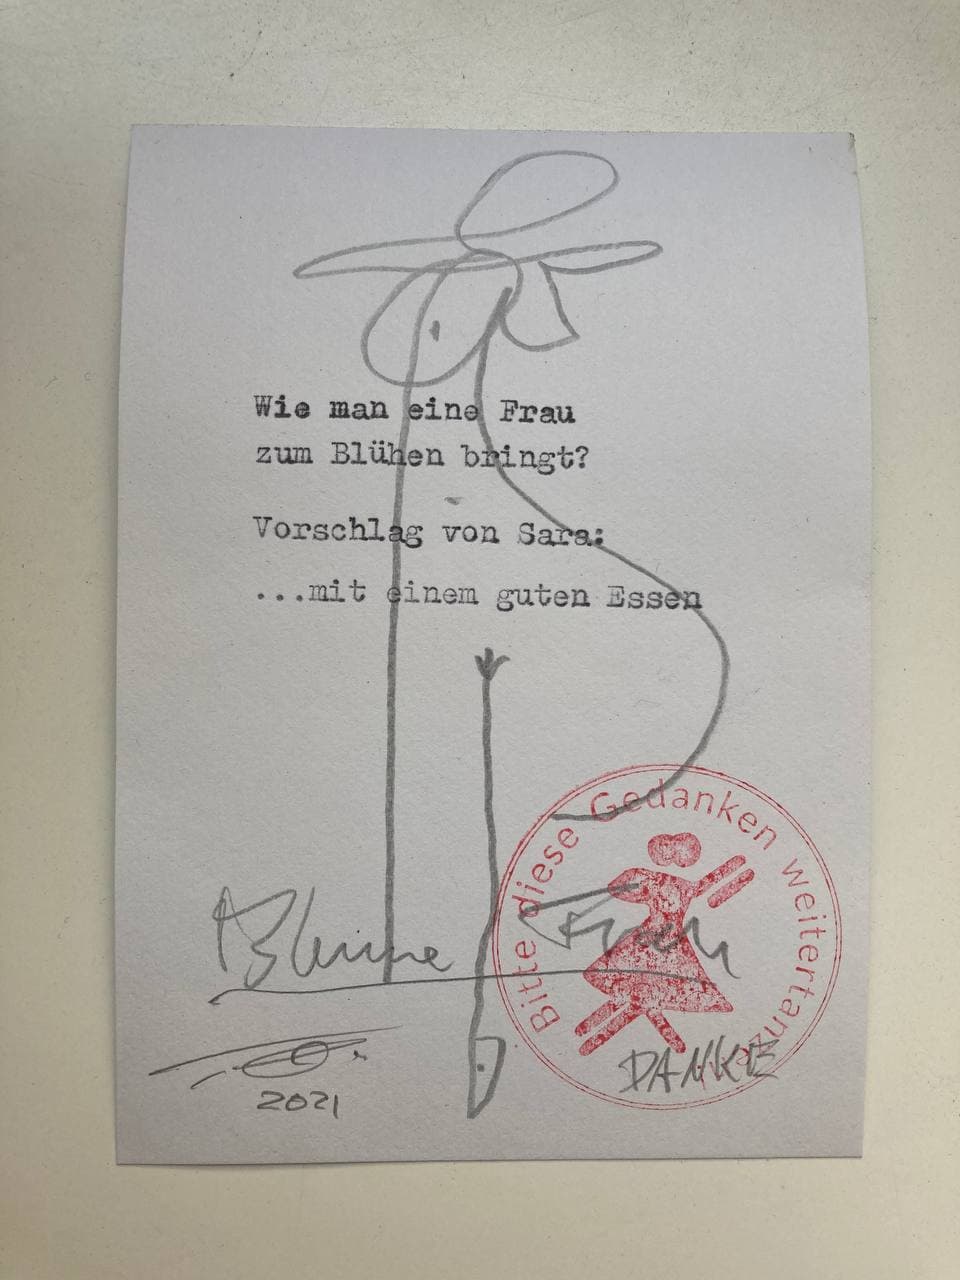 Wie man eine Frau
zum Blühen bringt?
Vorschlag von Sara:
...mit einem guten Essen
Bitte diese Gedanken weitertanzen
Blume Frau
DANKE
2021